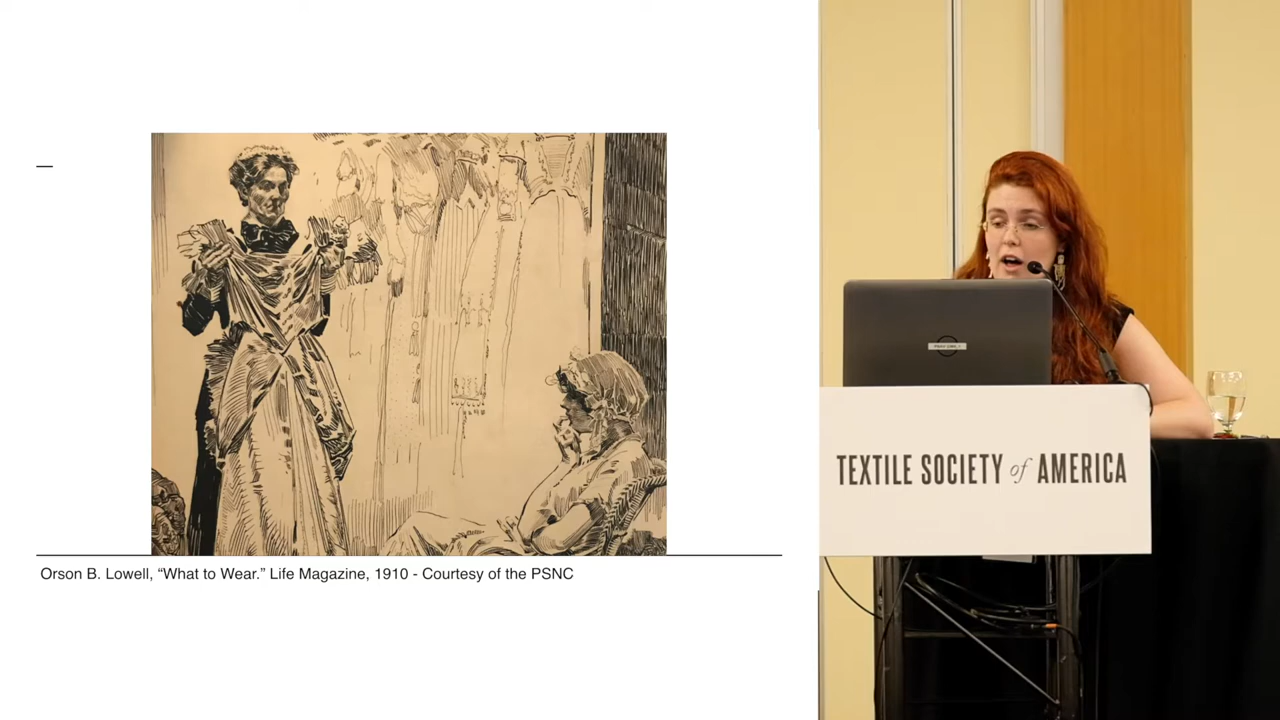 Orson B. Lowell, “What to Wear.” Life Magazine, 1910 - Courtesy of the PSNC
TEXTILE SOCIETY of AMERICA